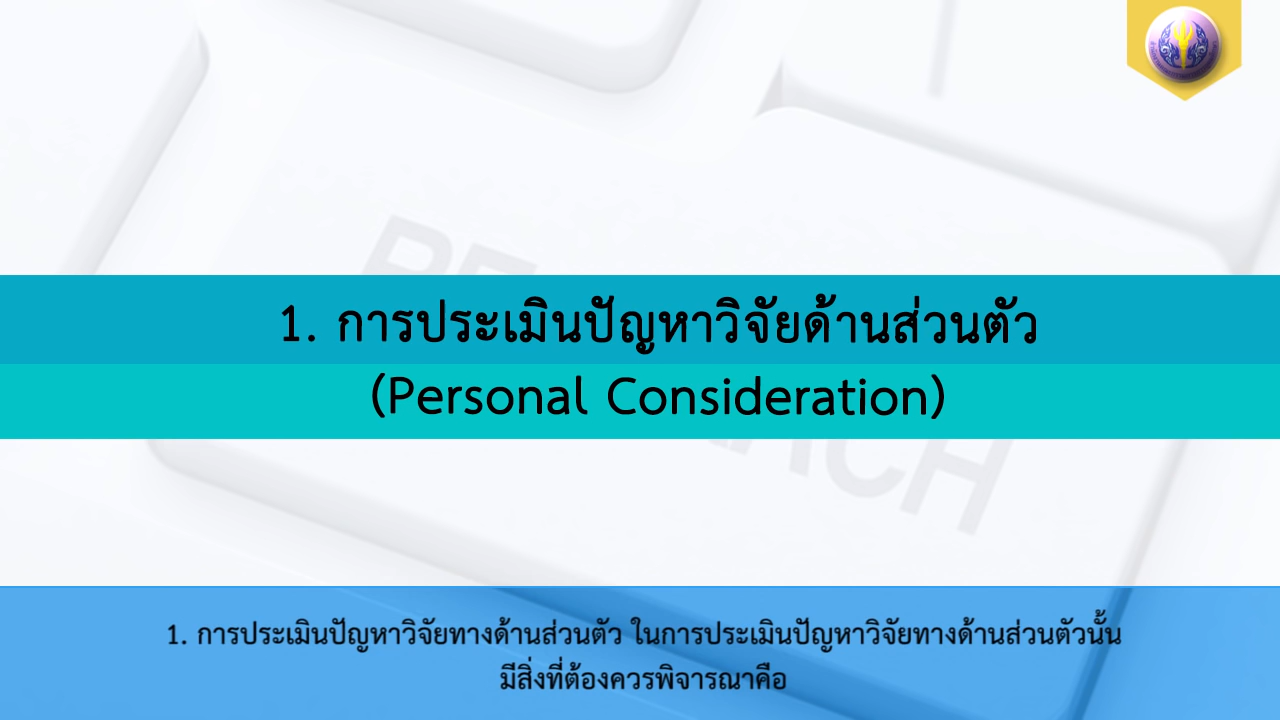 1. การประเมินปัญหาวิจัยด้านส่วนตัว
(Personal Consideration)
1. การประเมินปัญหาวิจัยทางด้านส่วนตัว ในการประเมินปัญหาวิจัยทางด้านส่วนตัวนั้น
มีสิ่งที่ต้องควรพิจารณาคือ